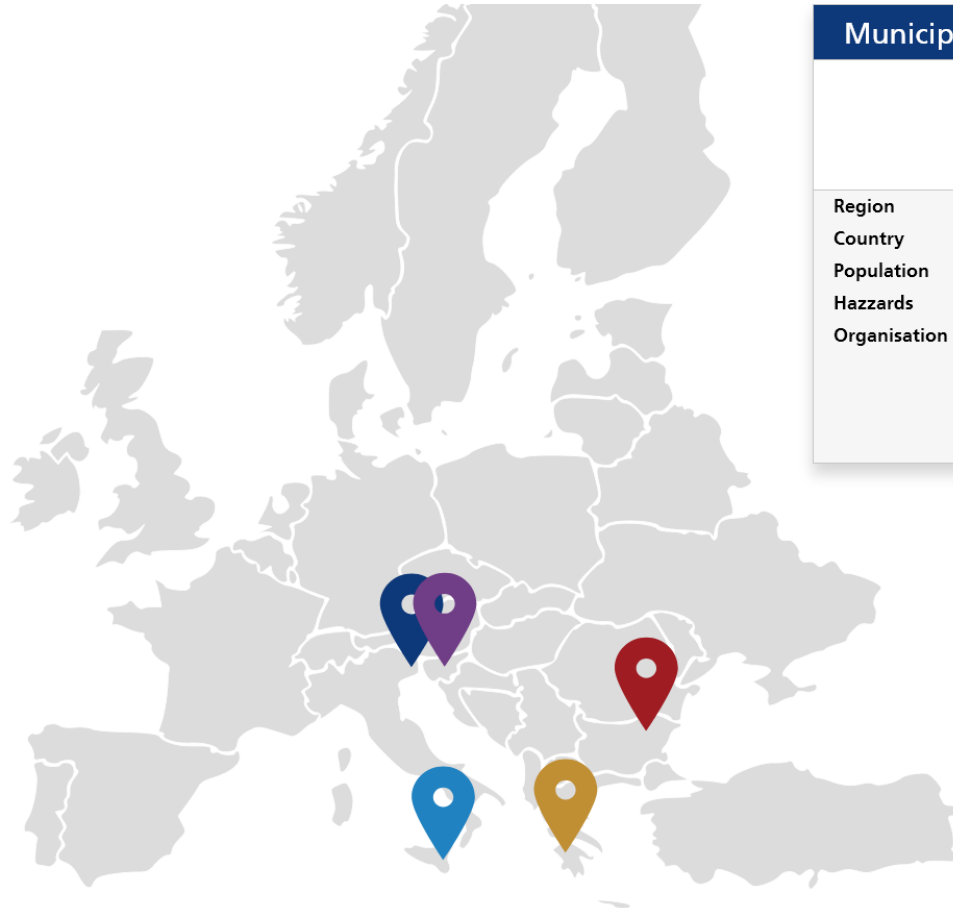 Municip
Region
Country
Population
Hazzards
Organisation